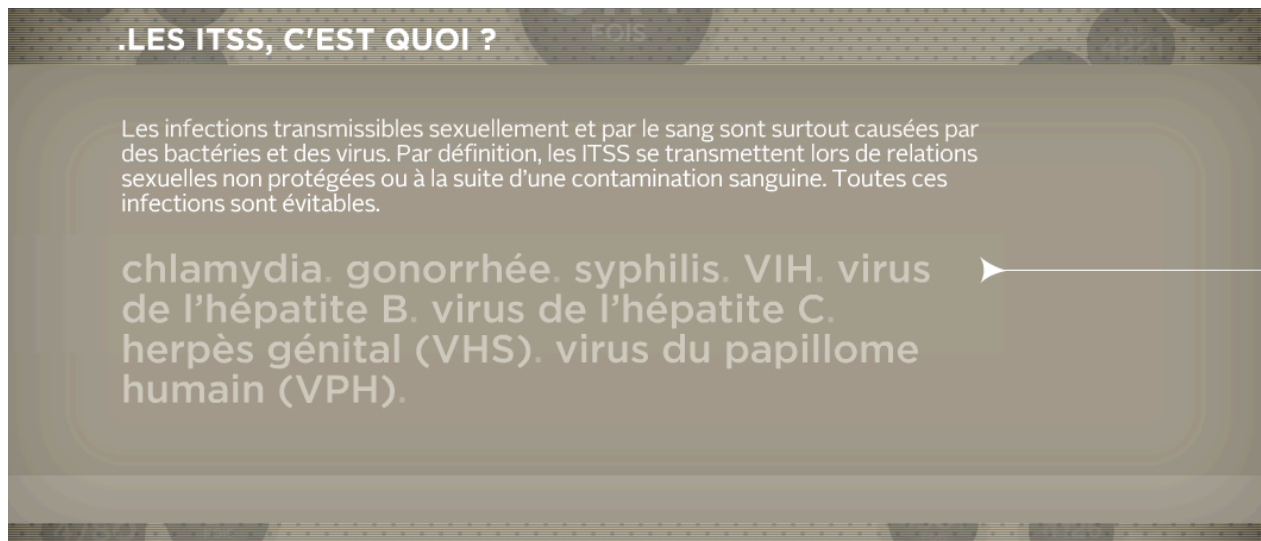 FOIS
4221
.LES ITSS, C'EST QUOI ?
Les infections transmissibles sexuellement et par le sang sont surtout causées par
des bactéries et des virus. Par définition, les ITSS se transmettent lors de relations
sexuelles non protégées ou à la suite d’une contamination sanguine. Toutes ces
infections sont évitables.
chlamydia. gonorrhée. syphilis. VIH. virus
de l’hépatite B. virus de l’hépatite C.
herpès génital (VHS). virus du papillome
humain (VPH).